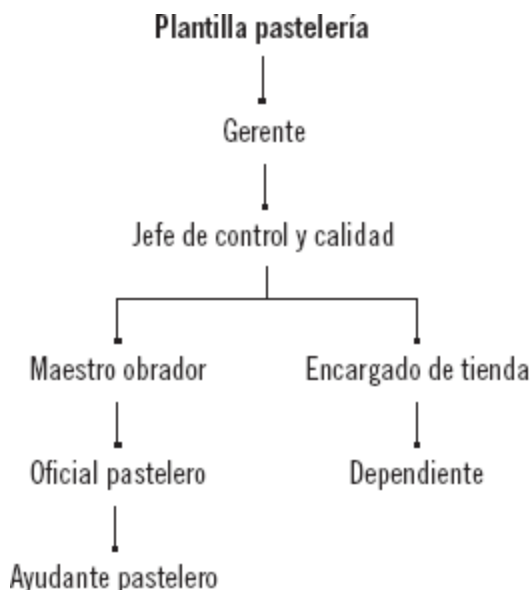 Plantilla pastelería
Gerente
Jefe de control y calidad
Maestro obrador
Encargado de tienda
Oficial pastelero
Dependiente
Ayudante pastelero